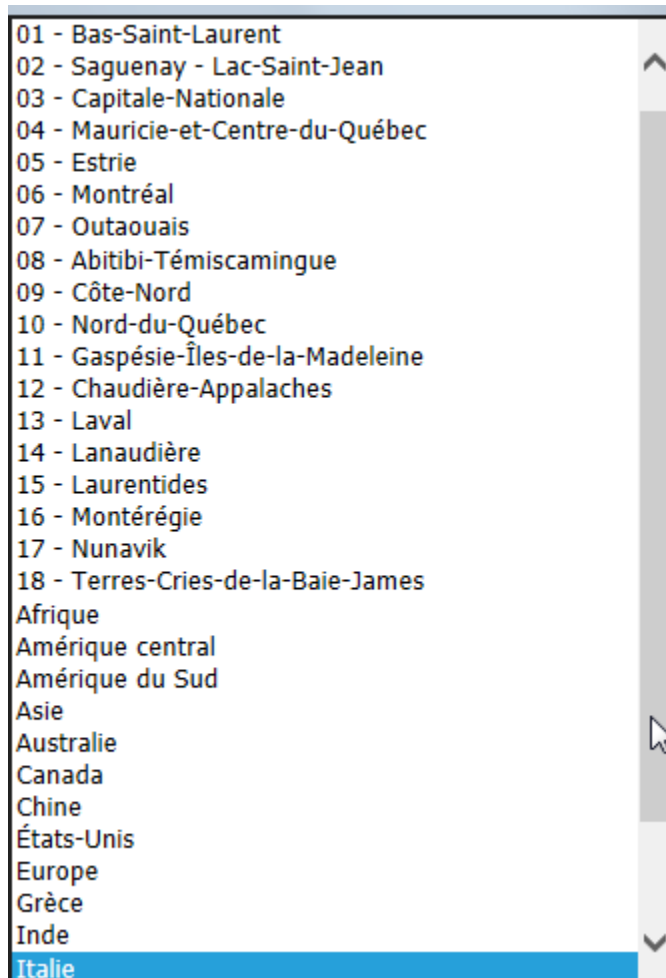 01 - Bas-Saint-Laurent
02 - Saguenay - Lac-Saint-Jean
03 - Capitale-Nationale
04 - Mauricie-et-Centre-du-Québec
05 - Estrie
06 - Montréal
07 - Outaouais
08 - Abitibi-Témiscamingue
09 - Côte-Nord
10 - Nord-du-Québec
11 - Gaspésie-Îles-de-la-Madeleine
12 - Chaudière-Appalaches
13 - Laval
14 - Lanaudière
15 - Laurentides
16 - Montérégie
17 - Nunavik
18 - Terres-Cries-de-la-Baie-James
Afrique
Amérique central
Amérique du Sud
Asie
Australie
Canada
Chine
États-Unis
Europe
Grèce
Inde
Italie